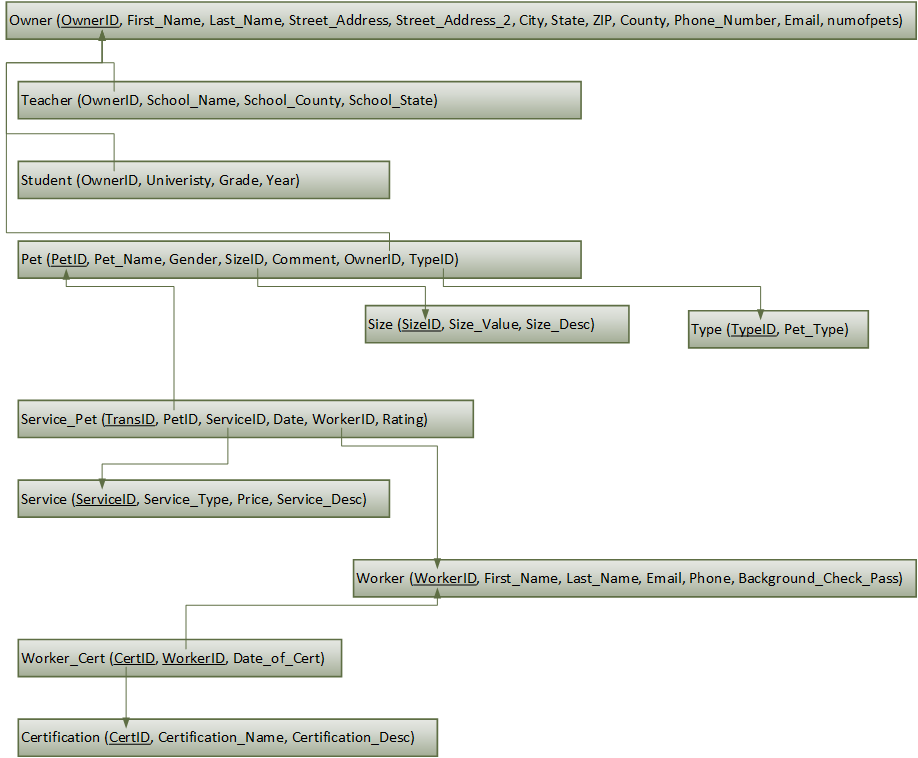 Owner (OwnerID, First_Name, Last_Name, Street_Address, Street_Address_2, City, State, ZIP, County, Phone_Number, Email, numofpets)
Teacher (OwnerID, School_Name, School_County, School_State)
Student (OwnerID, Univeristy, Grade, Year)
Pet (PetID, Pet_Name, Gender, SizeID, Comment, OwnerID, TypeID)
Size (SizeID, Size_Value, Size_Desc)
Type (TypeID, Pet_Type)
Service_Pet (TransID, PetID, ServiceID, Date, WorkerID, Rating)
Service (ServiceID, Service_Type, Price, Service_Desc)
Worker (WorkerID, First_Name, Last_Name, Email, Phone, Background_Check_Pass)
Worker_Cert (CertID, WorkerID, Date_of_Cert)
Certification (CertID, Certification_Name, Certification_Desc)